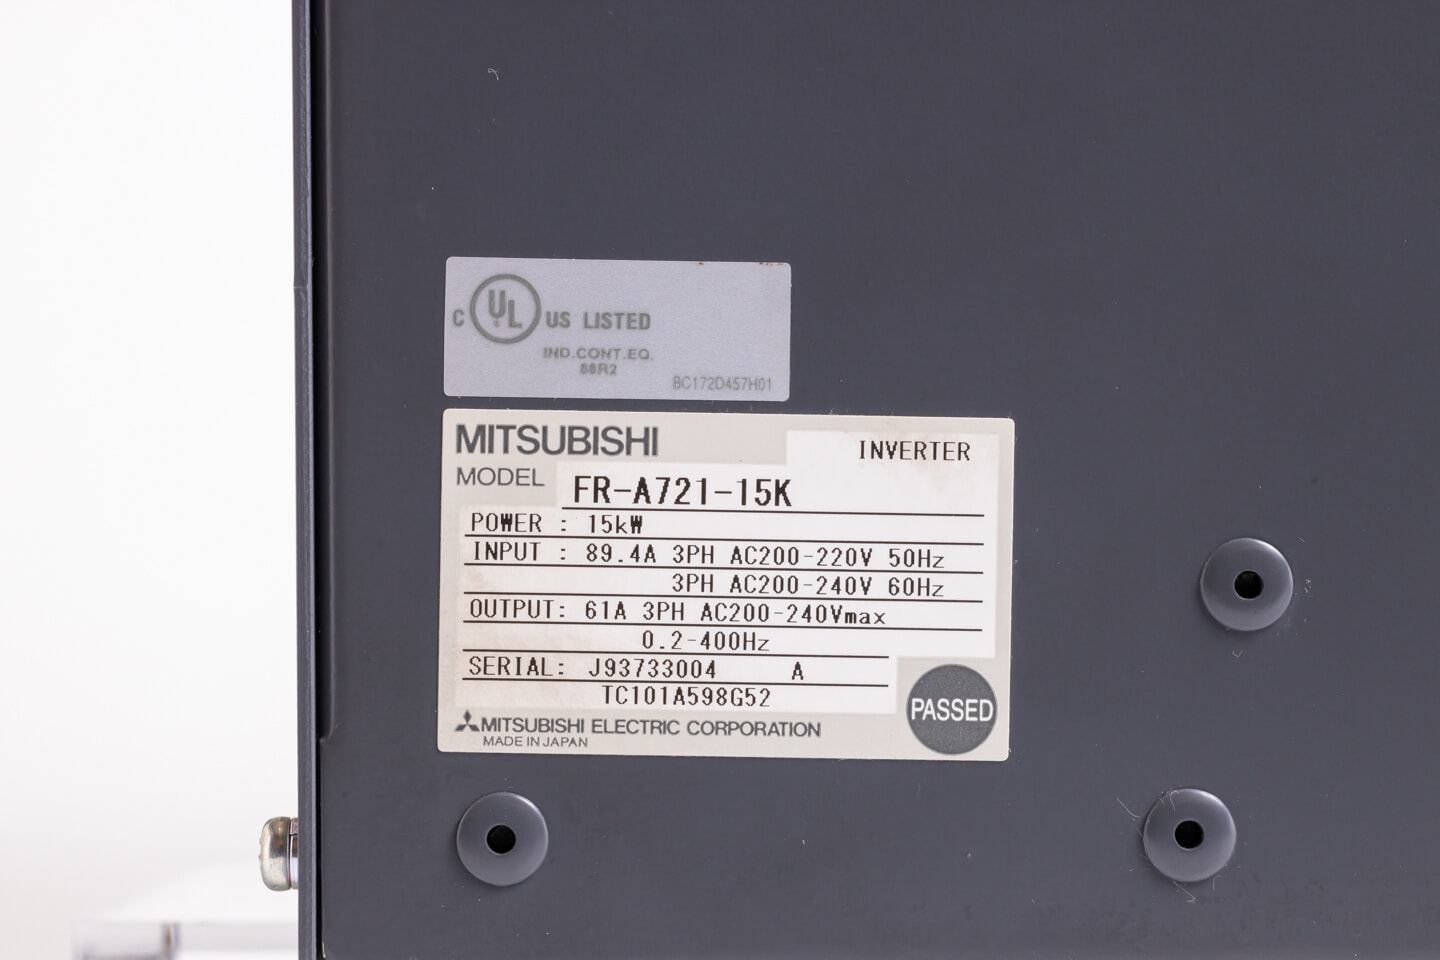 C UL US LISTED
IND.CONT.EQ.
88R2
BC172D457H01
MITSUBISHI
INVERTER
MODEL FR-A721-15K
POWER : 15kW
INPUT : 89.4A 3PH AC200-220V 50Hz
3PH AC200-240V 60Hz
OUTPUT: 61A 3PH AC200-240Vmax
0.2-400Hz
SERIAL: J93733004 A
TC101A598G52
PASSED
MITSUBISHI ELECTRIC CORPORATION
MADE IN JAPAN